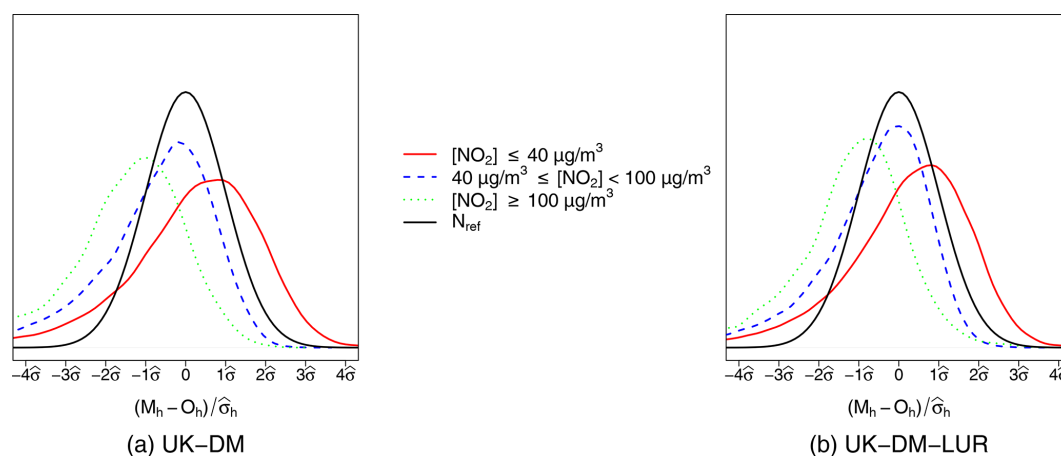 [NO₂] ≤ 40 μg/m³
40 μg/m³ ≤ [NO₂] < 100 μg/m³
[NO₂] ≥ 100 μg/m³
N_ref
−4σ̂ −3σ̂ −2σ̂ −1σ̂ 0 1σ̂ 2σ̂ 3σ̂ 4σ̂
(Mₕ − Oₕ) / σ̂ₕ
(a) UK−DM
−4σ̂ −3σ̂ −2σ̂ −1σ̂ 0 1σ̂ 2σ̂ 3σ̂ 4σ̂
(Mₕ − Oₕ) / σ̂ₕ
(b) UK−DM−LUR